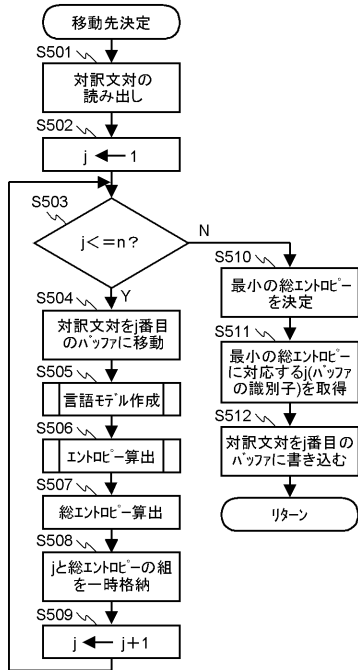 移動先決定
S501
対訳文対の
読み出し
S502
j ← 1
S503
j<=n?
N
Y
S504
対訳文対をj番目
のバッファに移動
S505
言語モデル作成
S506
エントロピー算出
S507
総エントロピー算出
S508
jと総エントロピーの組
を一時格納
S509
j ← j+1
S510
最小の総エントロピー
を決定
S511
最小の総エントロピー
に対応するj(バッファ
の識別子)を取得
S512
対訳文対をj番目の
バッファに書き込む
リターン